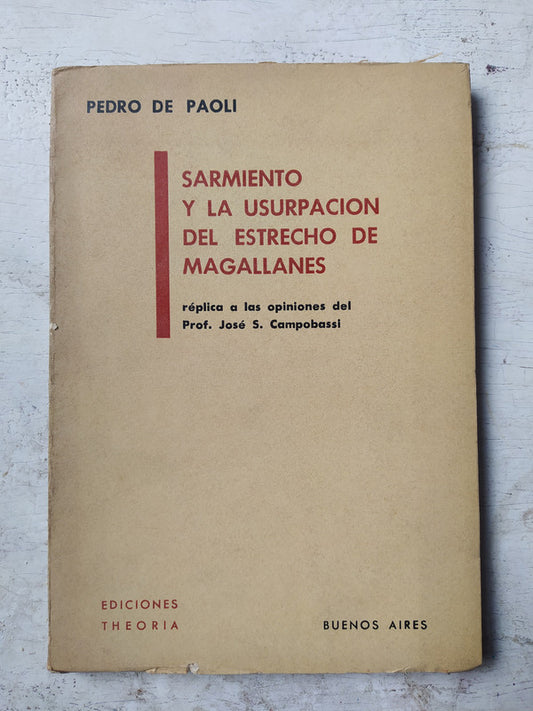 PEDRO DE PAOLI
SARMIENTO
Y LA USURPACION
DEL ESTRECHO DE
MAGALLANES
réplica a las opiniones del
Prof. José S. Campobassi
EDICIONES
THEORIA
BUENOS AIRES